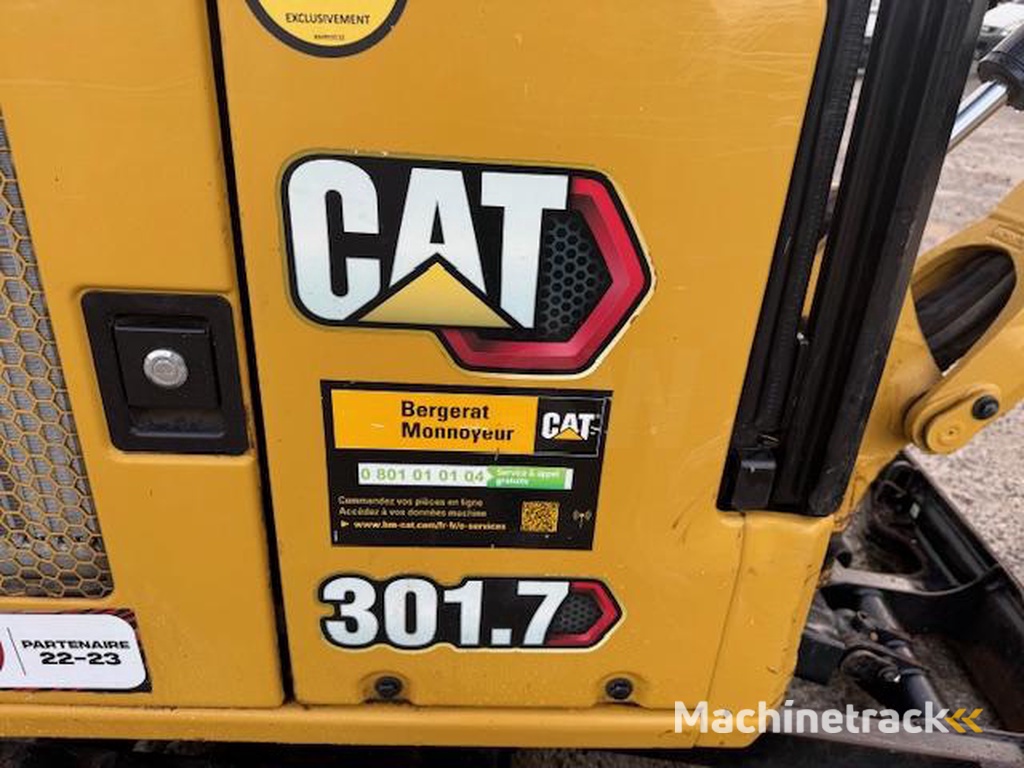 EXCLUSIVEMENT
CAT
Bergerat
Monnoyeur
CAT
0 801 01 01 04
Service & appel
gratuits
Commandez vos pièces en ligne
Accédez à vos données machine
► www.bm-cat.com/fr-fr/e-services
301.7
PARTENAIRE
22-23
Machinetrack